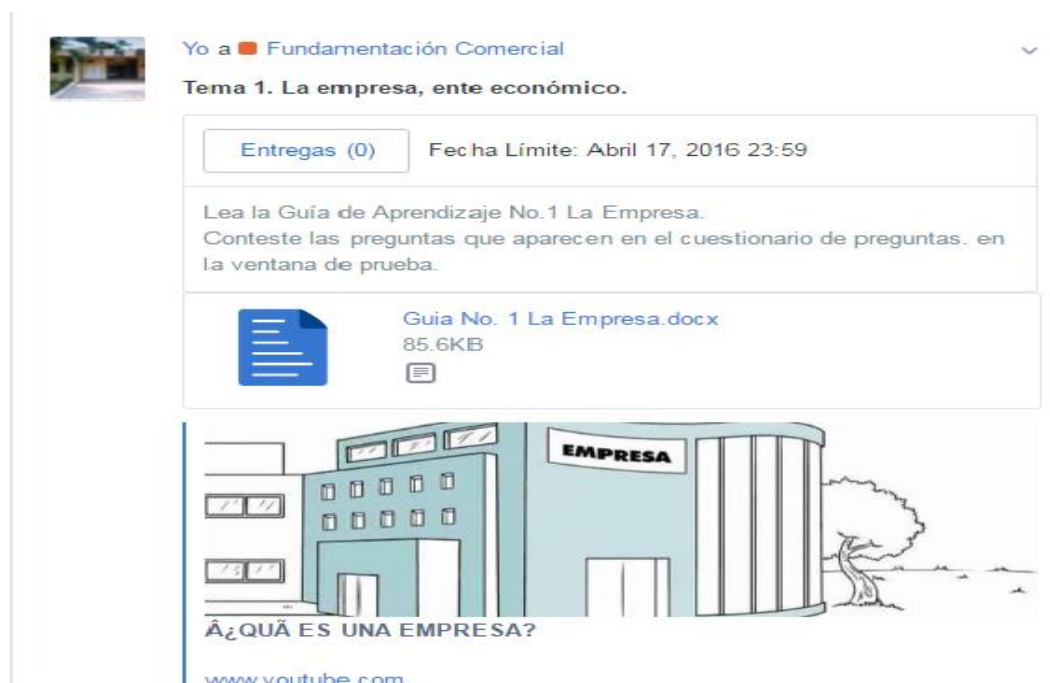 Yo a Fundamentación Comercial
Tema 1. La empresa, ente económico.
Entregas (0) Fecha Límite: Abril 17, 2016 23:59
Lea la Guía de Aprendizaje No.1 La Empresa.
Conteste las preguntas que aparecen en el cuestionario de preguntas. en
la ventana de prueba.
Guia No. 1 La Empresa.docx
85.6KB
EMPRESA
Â¿QUÃ ES UNA EMPRESA?
www.youtube.com